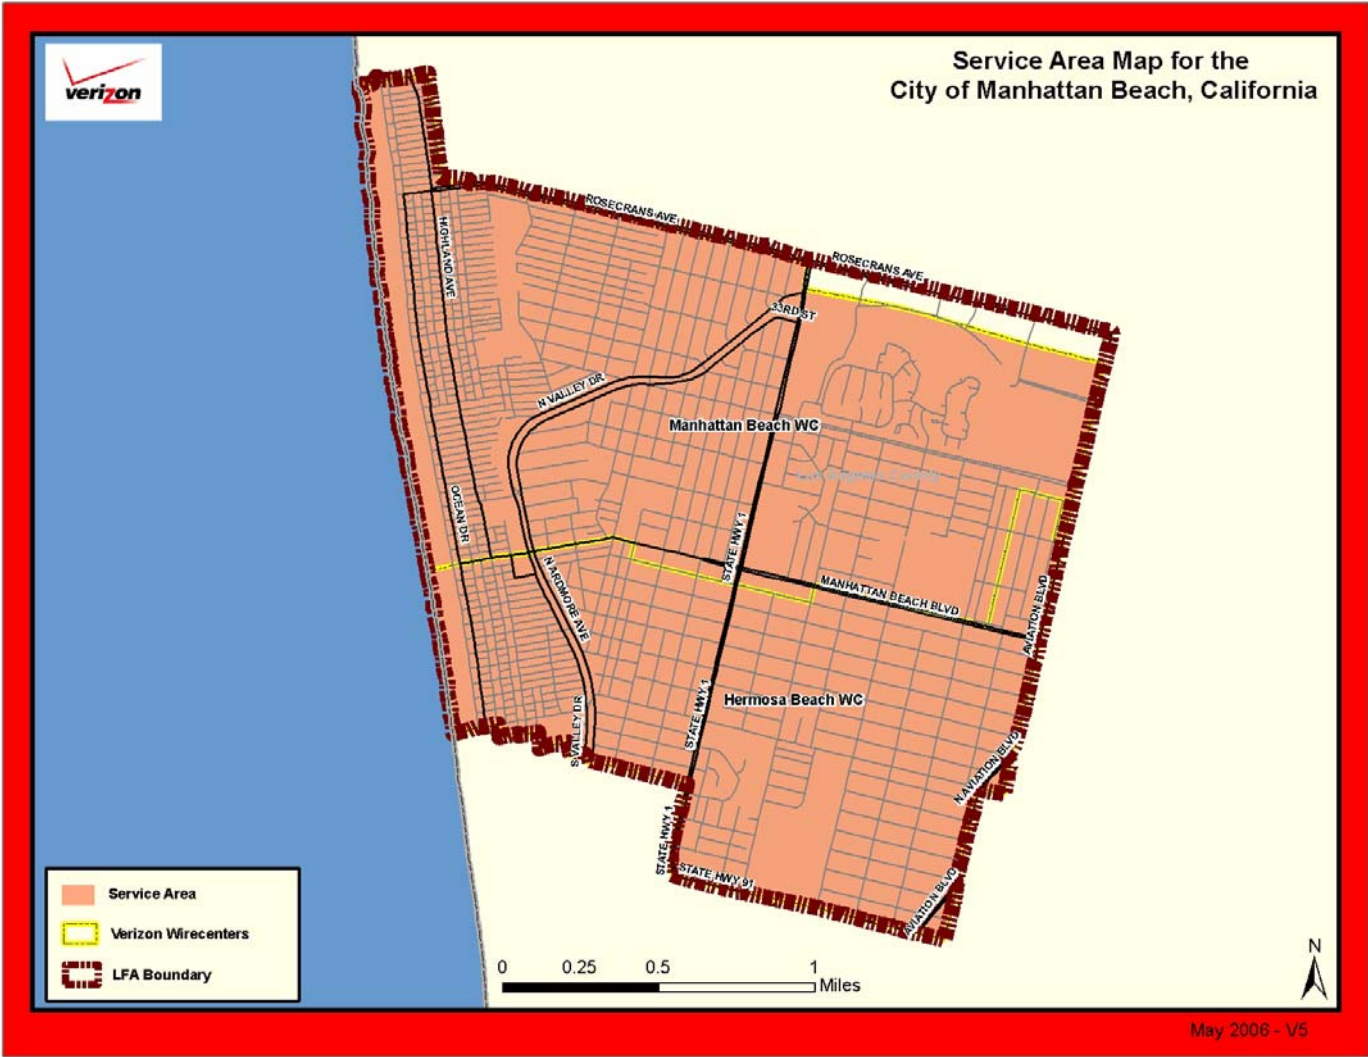 verizon
Service Area Map for the
City of Manhattan Beach, California
ROSECRANS AVE
ROSECRANS AVE
HIGHLAND AVE
33RD ST
N VALLEY DR
Manhattan Beach WC
OCEAN DR
STATE HWY 1
N ARDMORE AVE
MANHATTAN BEACH BLVD
AVIATION BLVD
Hermosa Beach WC
STATE HWY 1
S VALLEY DR
N AVIATION BLVD
STATE HWY 1
STATE HWY 91
AVIATION BLVD
Service Area
Verizon Wirecenters
LFA Boundary
0 0.25 0.5 1
Miles
N
May 2006 - V5